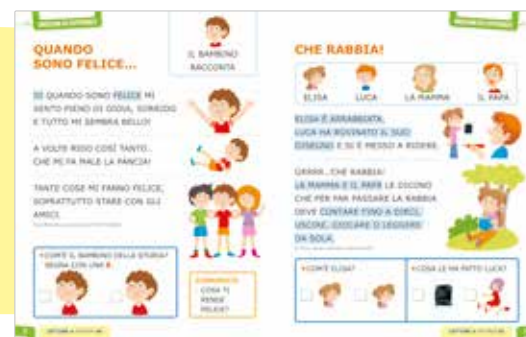 QUANDO
SONO FELICE...
IL BAMBINO
RACCONTA
IO QUANDO SONO FELICE MI
SENTO PIENO DI GIOIA, SORRIDO
E TUTTO MI SEMBRA BELLO!
A VOLTE RIDO COSÌ TANTO...
CHE MI FA MALE LA PANCIA!
TANTE COSE MI FANNO FELICE,
SOPRATTUTTO STARE CON GLI
AMICI.
COM'È IL BAMBINO DELLA STORIA?
SEGNA CON UNA X.
COSA TI
RENDE
FELICE?
CHE RABBIA!
ELISA
LUCA
LA MAMMA
IL PAPÀ
ELISA È ARRABBIATA.
LUCA HA ROVINATO IL SUO
DISEGNO E SI È MESSO A RIDERE.
GRRRR...CHE RABBIA!
LA MAMMA E IL PAPÀ LE DICONO
CHE PER FAR PASSARE LA RABBIA
DEVE CONTARE FINO A DIECI,
USCIRE, GIOCARE O LEGGERE
DA SOLA.
COM'È ELISA?
COSA LE HA FATTO LUCA?